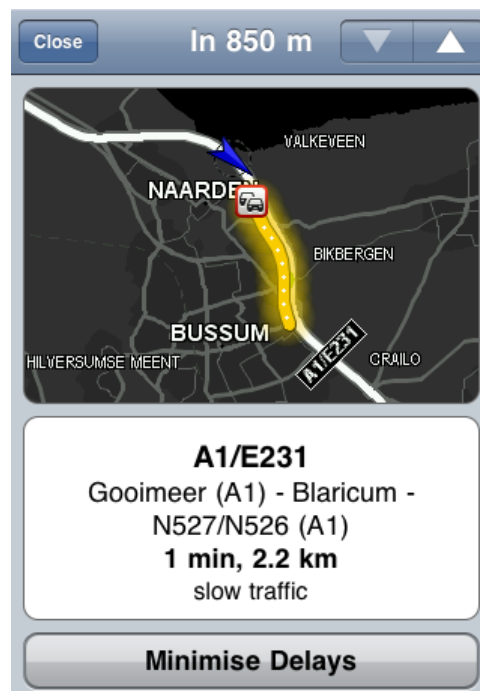 Close
In 850 m
VALKEVEEN
NAARDEN
BIKBERGEN
BUSSUM
HILVERSUMSE MEENT
A1/E231
CRAILO
A1/E231
Gooimeer (A1) - Blaricum -
N527/N526 (A1)
1 min, 2.2 km
slow traffic
Minimise Delays